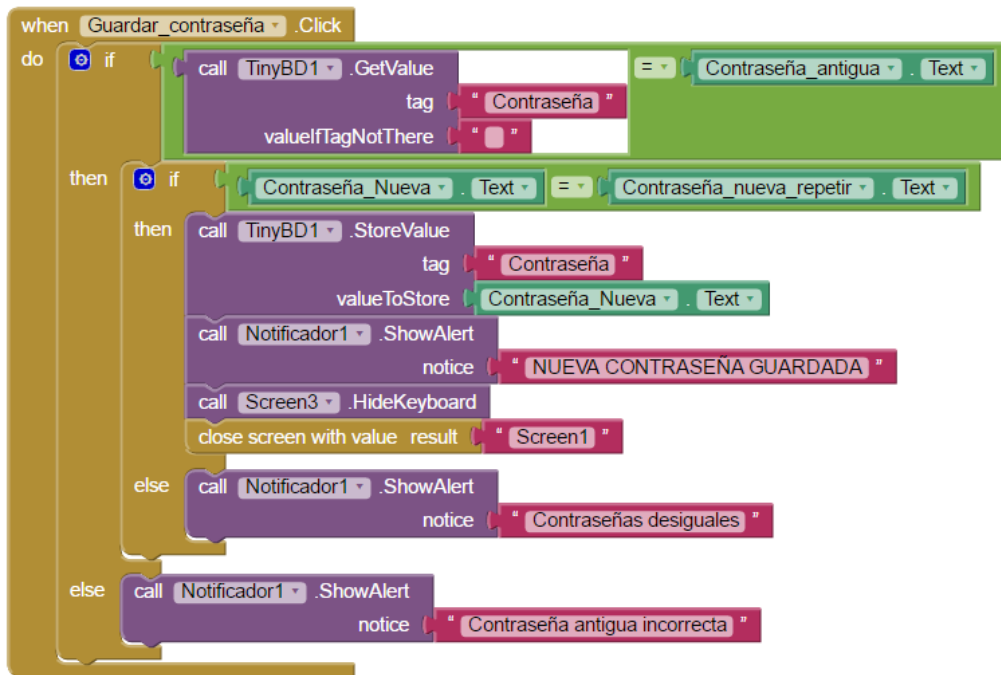 when Guardar_contraseña .Click
do if call TinyBD1 .GetValue = Contraseña_antigua . Text
tag " Contraseña "
valueIfTagNotThere " "
then if Contraseña_Nueva . Text = Contraseña_nueva_repetir . Text
then call TinyBD1 .StoreValue
tag " Contraseña "
valueToStore Contraseña_Nueva . Text
call Notificador1 .ShowAlert
notice " NUEVA CONTRASEÑA GUARDADA "
call Screen3 .HideKeyboard
close screen with value result " Screen1 "
else call Notificador1 .ShowAlert
notice " Contraseñas desiguales "
else call Notificador1 .ShowAlert
notice " Contraseña antigua incorrecta "